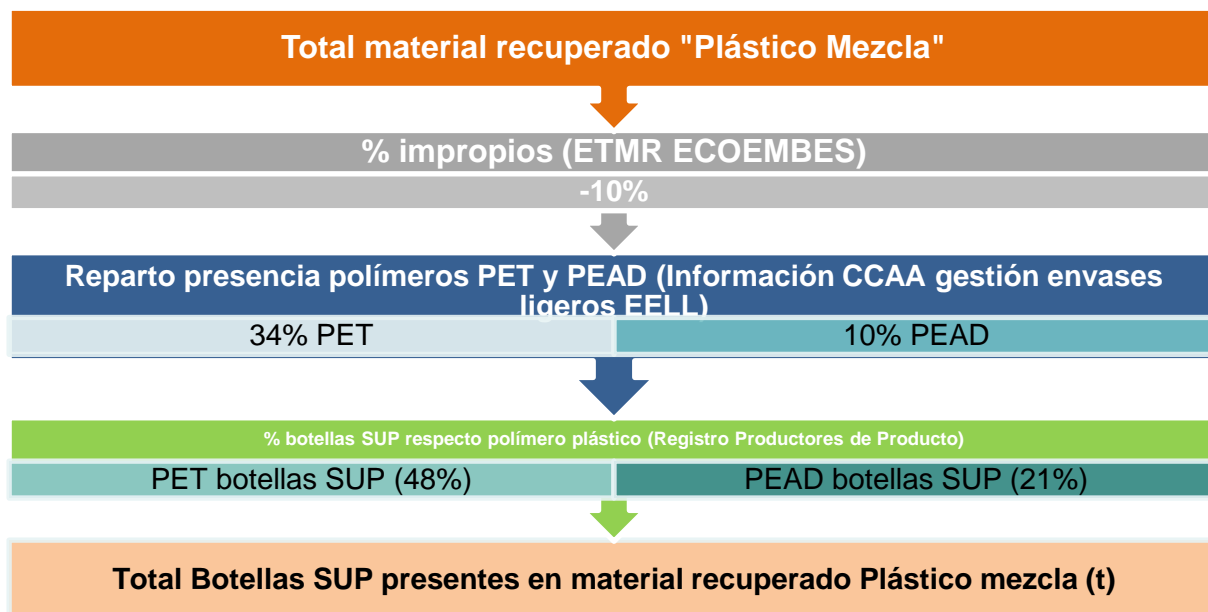 Total material recuperado "Plástico Mezcla"
% impropios (ETMR ECOEMBES)
-10%
Reparto presencia polímeros PET y PEAD (Información CCAA gestión envases
ligeros EELL)
34% PET
10% PEAD
% botellas SUP respecto polímero plástico (Registro Productores de Producto)
PET botellas SUP (48%)
PEAD botellas SUP (21%)
Total Botellas SUP presentes en material recuperado Plástico mezcla (t)